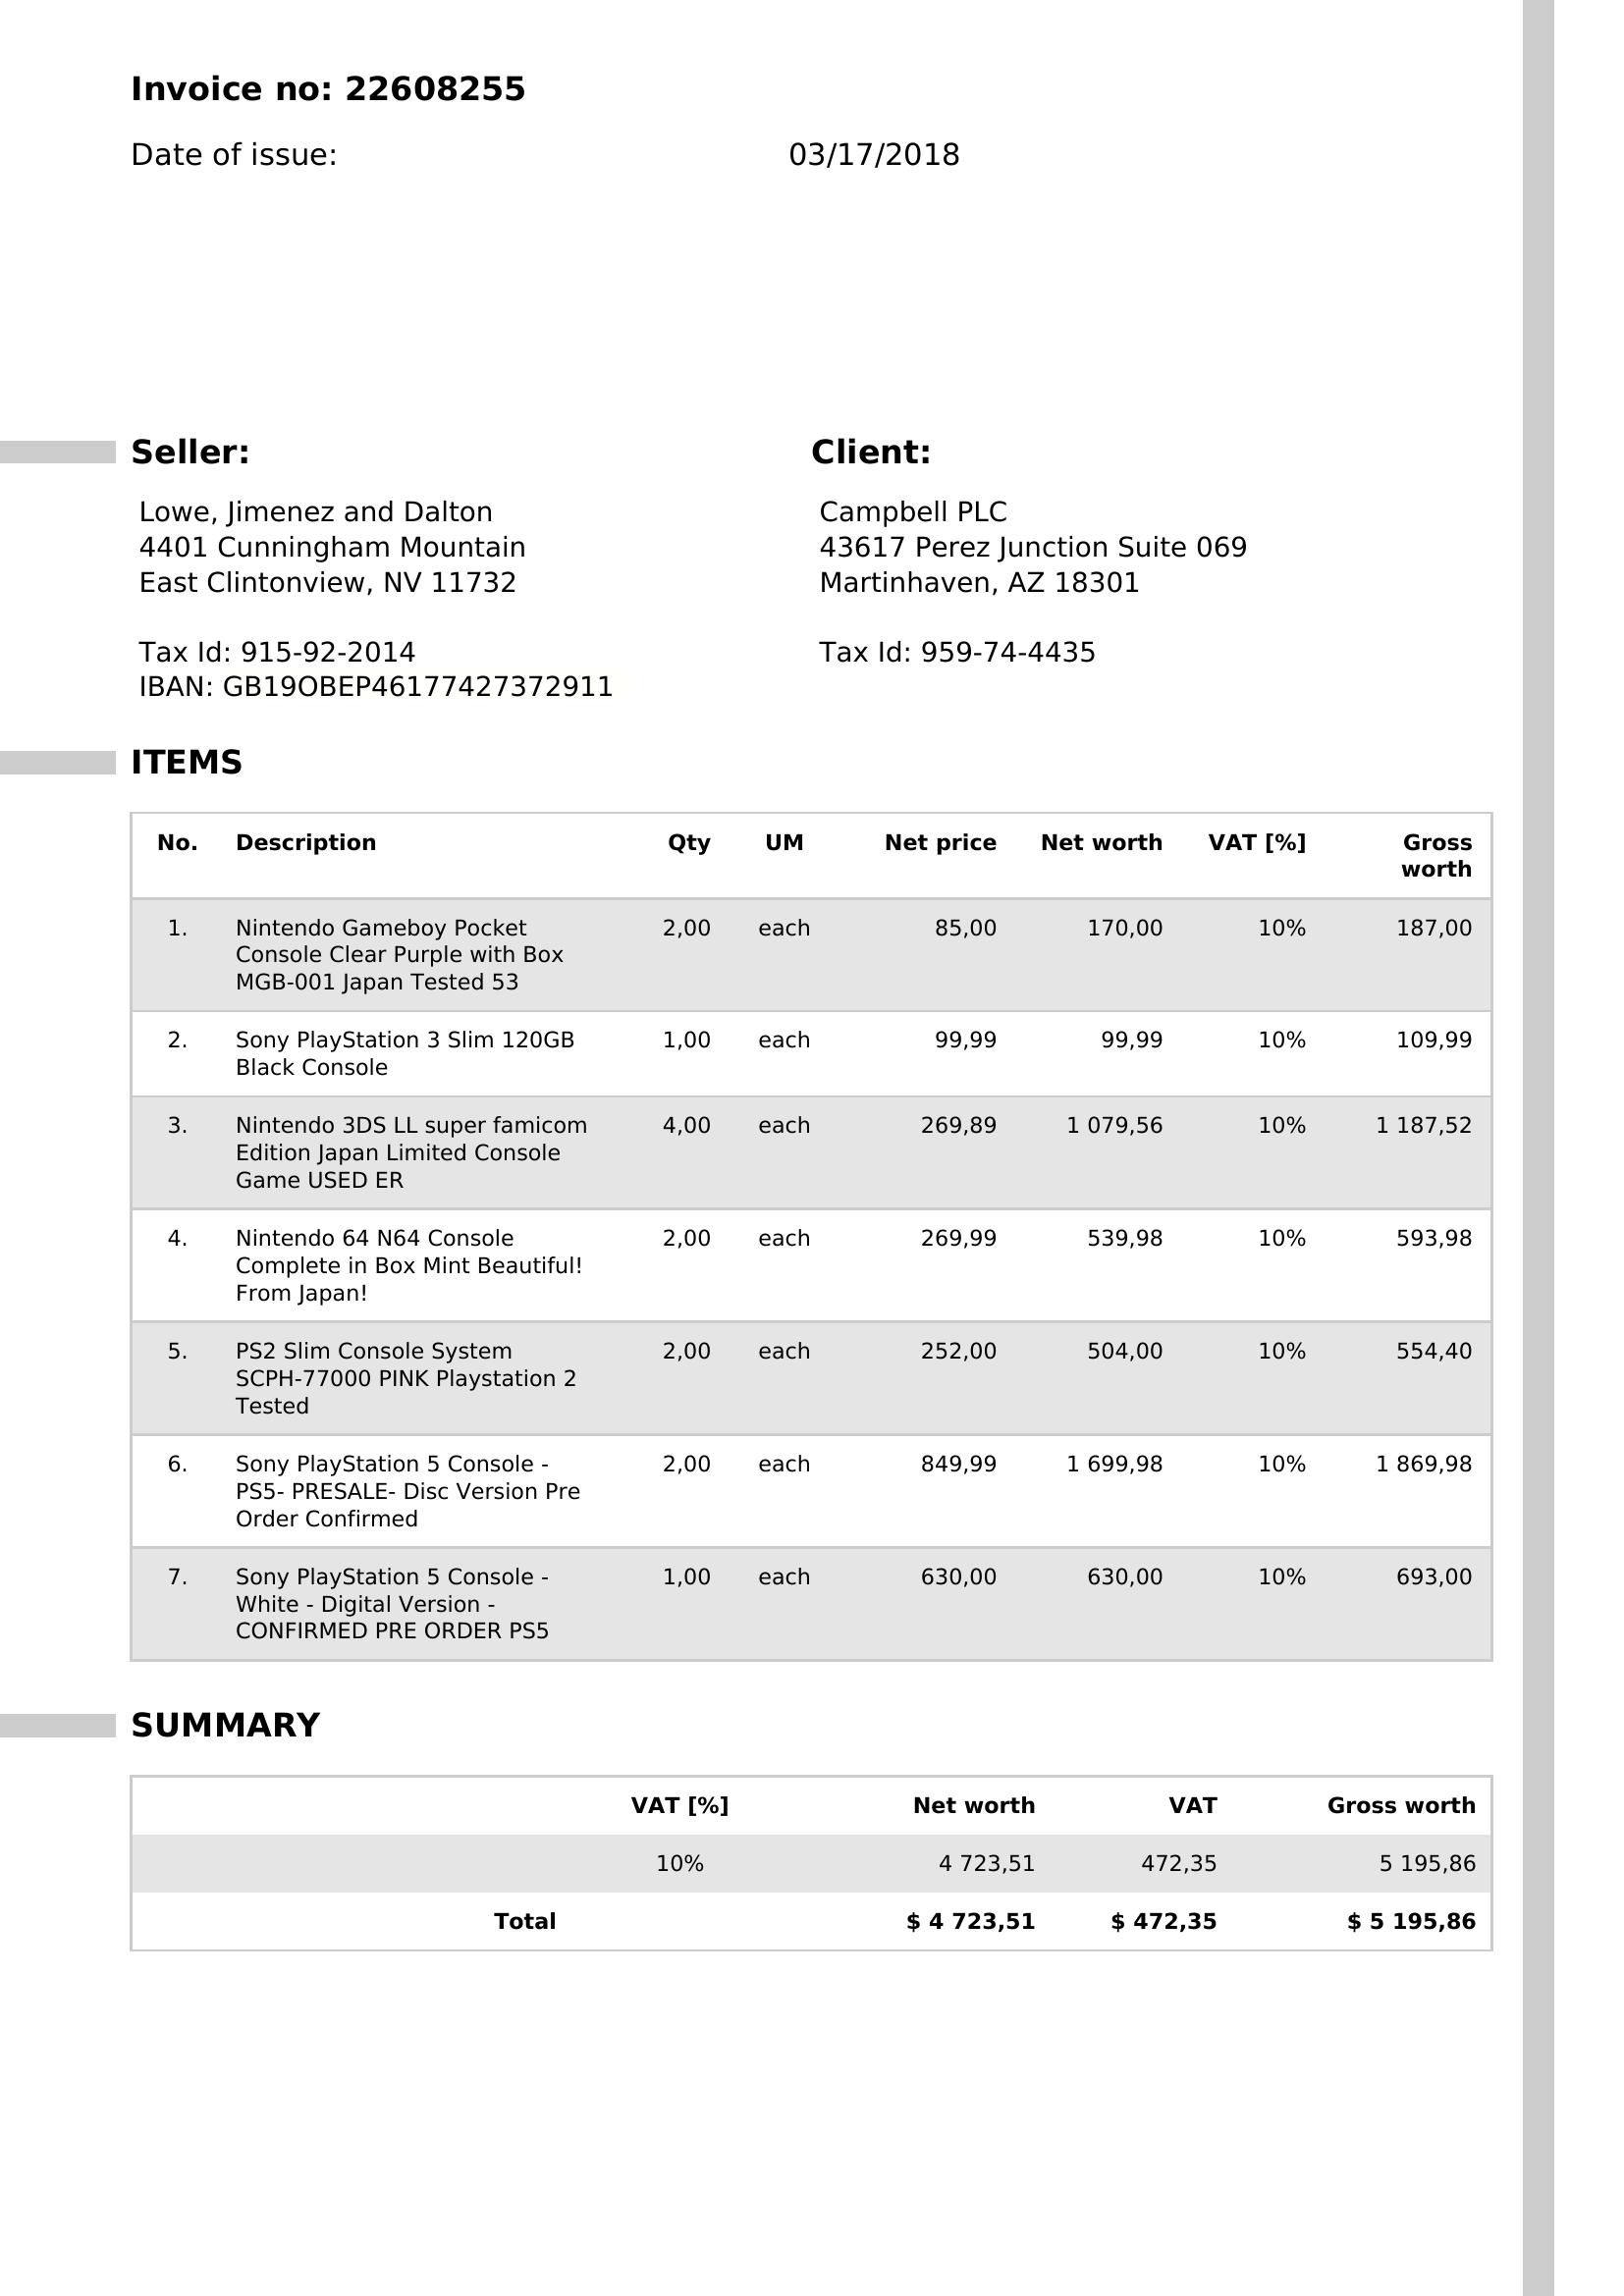 Invoice no: 22608255
Date of issue: 03/17/2018
Seller: Client:
Lowe, Jimenez and Dalton
4401 Cunningham Mountain
East Clintonview, NV 11732
Tax Id: 915-92-2014
IBAN: GB19OBEP46177427372911
Campbell PLC
43617 Perez Junction Suite 069
Martinhaven, AZ 18301
Tax Id: 959-74-4435
ITEMS
No. Description Qty UM Net price Net worth VAT [%] Gross
worth
1. Nintendo Gameboy Pocket 2,00 each 85,00 170,00 10% 187,00
Console Clear Purple with Box
MGB-001 Japan Tested 53
2. Sony PlayStation 3 Slim 120GB 1,00 each 99,99 99,99 10% 109,99
Black Console
3. Nintendo 3DS LL super famicom 4,00 each 269,89 1 079,56 10% 1 187,52
Edition Japan Limited Console
Game USED ER
4. Nintendo 64 N64 Console 2,00 each 269,99 539,98 10% 593,98
Complete in Box Mint Beautiful!
From Japan!
5. PS2 Slim Console System 2,00 each 252,00 504,00 10% 554,40
SCPH-77000 PINK Playstation 2
Tested
6. Sony PlayStation 5 Console - 2,00 each 849,99 1 699,98 10% 1 869,98
PS5- PRESALE- Disc Version Pre
Order Confirmed
7. Sony PlayStation 5 Console - 1,00 each 630,00 630,00 10% 693,00
White - Digital Version -
CONFIRMED PRE ORDER PS5
SUMMARY
VAT [%] Net worth VAT Gross worth
10% 4 723,51 472,35 5 195,86
Total $ 4 723,51 $ 472,35 $ 5 195,86